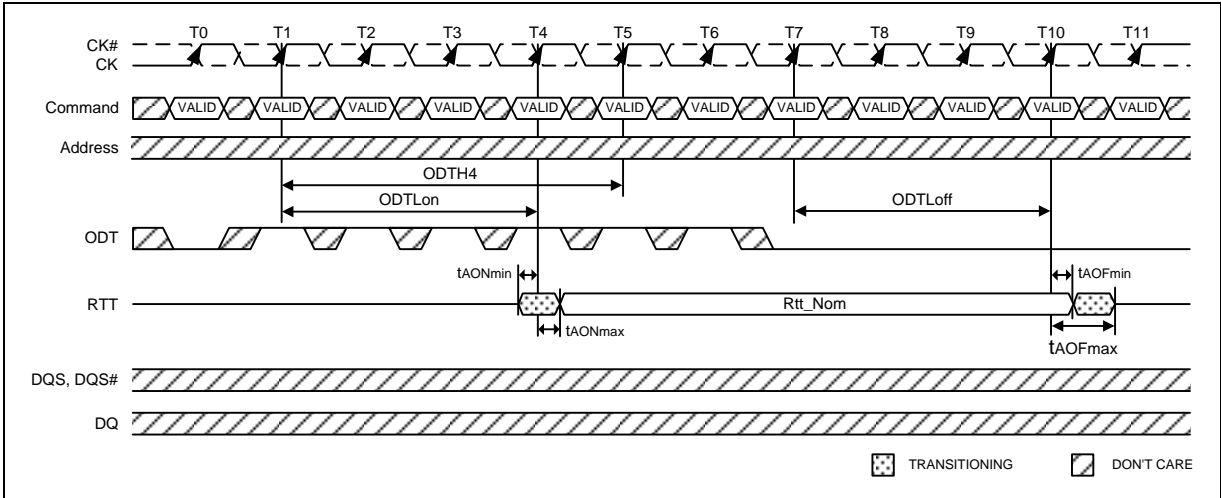 T0 T1 T2 T3 T4 T5 T6 T7 T8 T9 T10 T11
CK#
CK
Command VALID VALID VALID VALID VALID VALID VALID VALID VALID VALID VALID VALID
Address
ODTH4
ODTLon ODTLoff
ODT
tAONmin tAOFmin
RTT Rtt_Nom
tAONmax
tAOFmax
DQS, DQS#
DQ
TRANSITIONING DON'T CARE